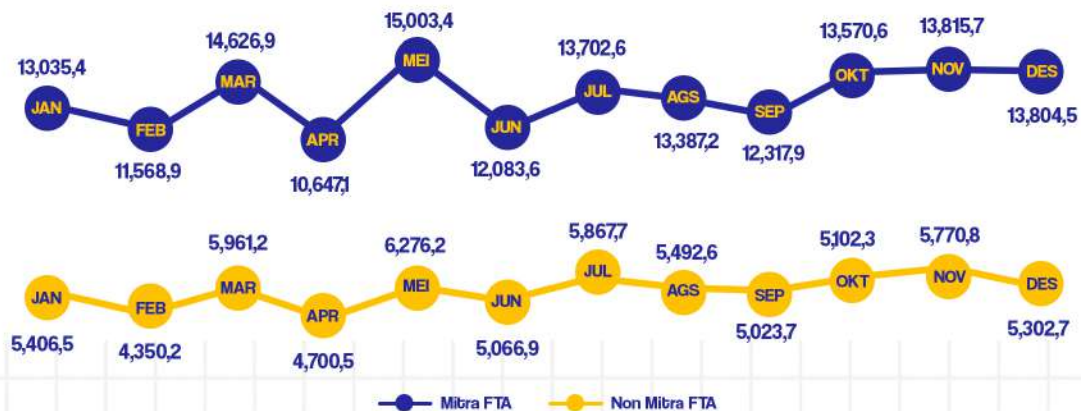 13,035,4
JAN
11,568,9
FEB
14,626,9
MAR
10,647,1
APR
15,003,4
MEI
12,083,6
JUN
13,702,6
JUL
13,387,2
AGS
12,317,9
SEP
13,570,6
OKT
13,815,7
NOV
13,804,5
DES
5,406,5
JAN
4,350,2
FEB
5,961,2
MAR
4,700,5
APR
6,276,2
MEI
5,066,9
JUN
5,867,7
JUL
5,492,6
AGS
5,023,7
SEP
5,102,3
OKT
5,770,8
NOV
5,302,7
DES
Mitra FTA
Non Mitra FTA